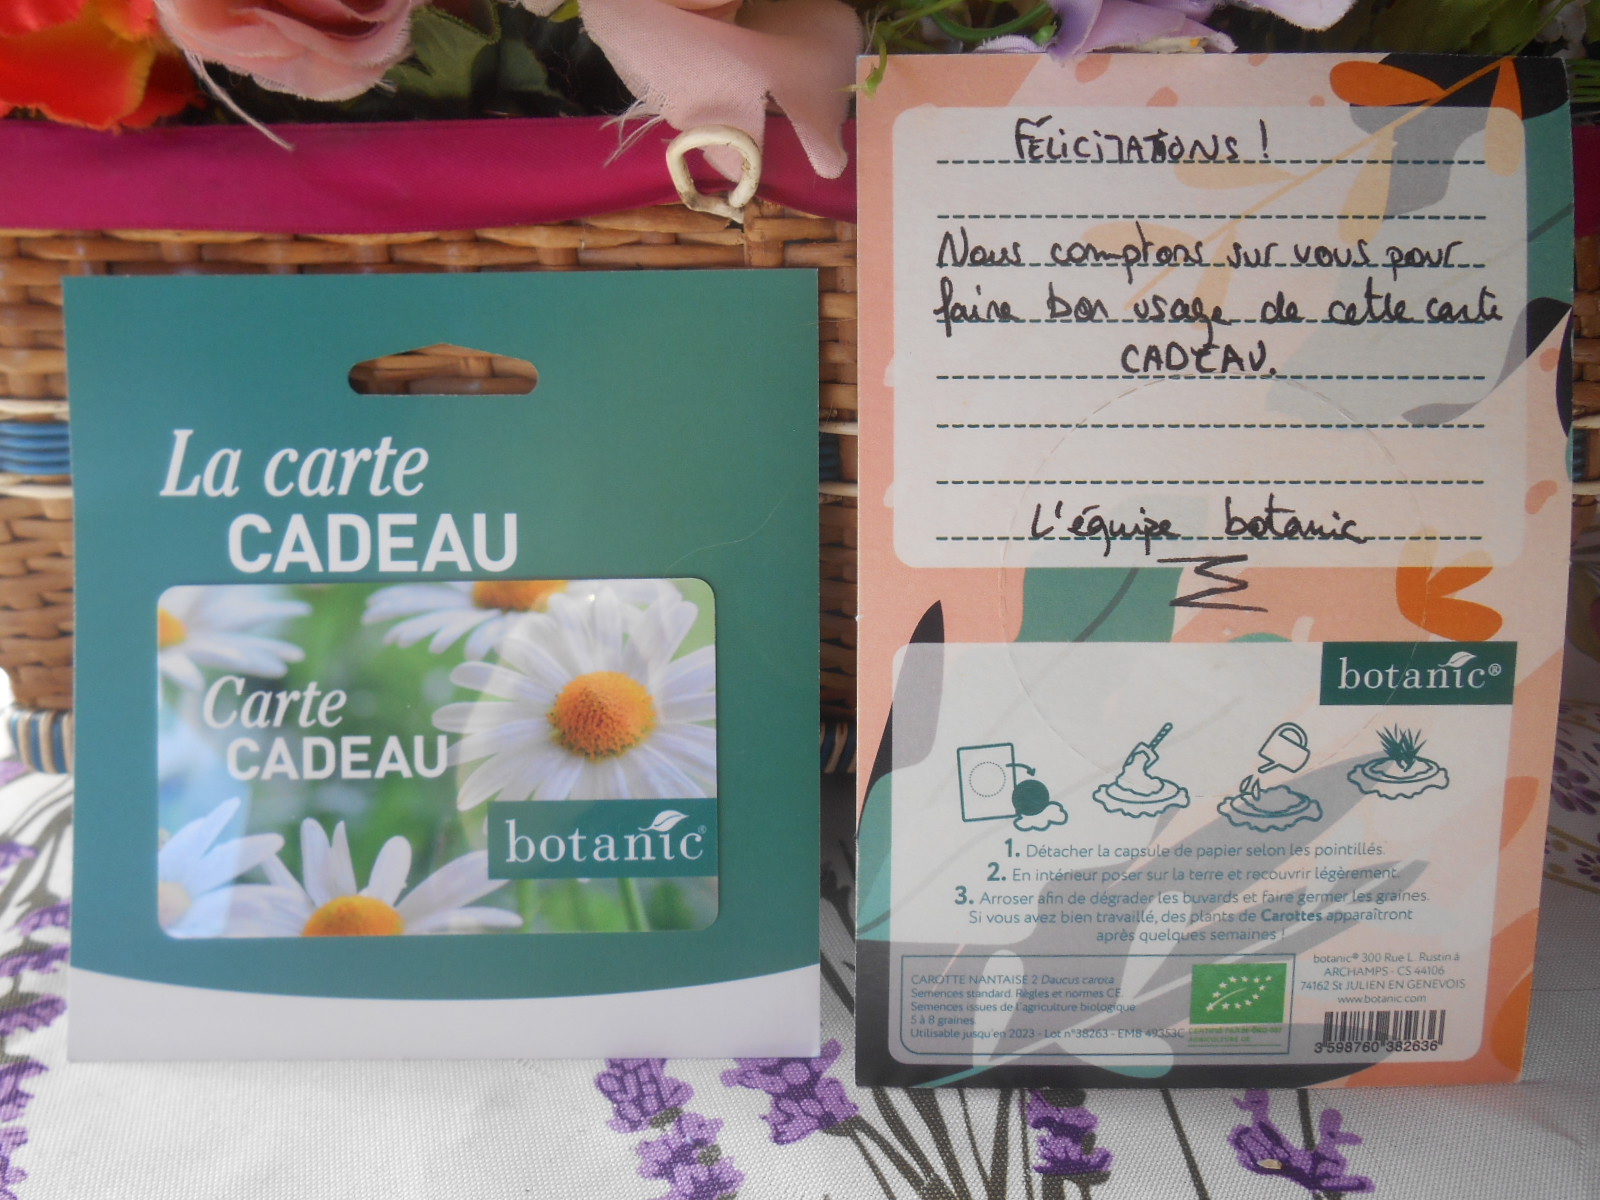 La carte
CADEAU
Carte
CADEAU
botanic®
FÉLICITATIONS !
Nous comptons sur vous pour
faire bon usage de cette carte
CADEAU.
L'équipe botanic
botanic®
1. Détacher la capsule de papier selon les pointillés.
2. En intérieur poser sur la terre et recouvrir légèrement.
3. Arroser afin de dégrader les buvards et faire germer les graines.
Si vous avez bien travaillé, des plants de Carottes apparaîtront
après quelques semaines !
CAROTTE NANTAISE 2 Daucus carota
Semences standard. Règles et normes CE.
Semences issues de l'agriculture biologique
5 à 8 graines
Utilisable jusqu'en 2023 - Lot n°38263 - EMB 49353C
botanic® 300 Rue L. Rustin à
ARCHAMPS - CS 44106
74162 St JULIEN EN GENEVOIS
www.botanic.com
3 598760 382636